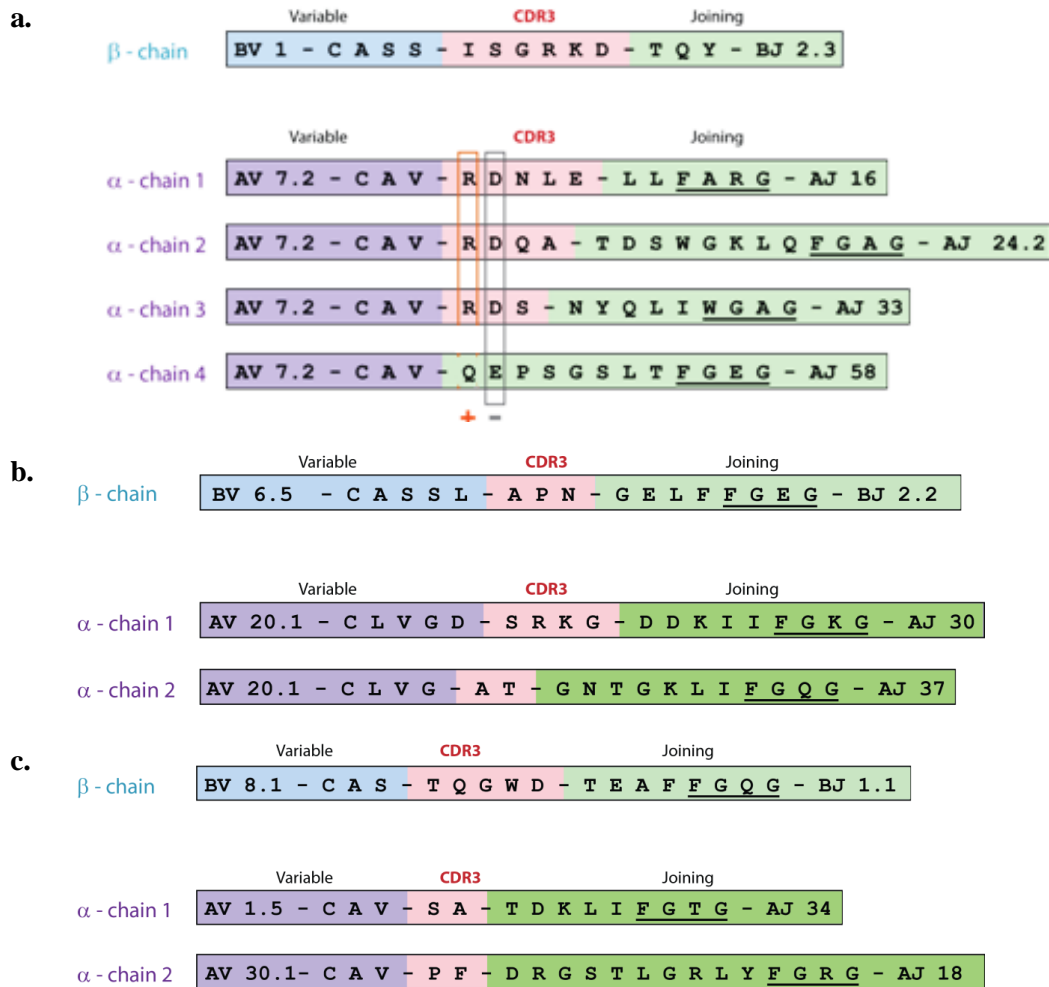 a.
Variable CDR3 Joining
β - chain BV 1 - C A S S - I S G R K D - T Q Y - BJ 2.3
Variable CDR3 Joining
α - chain 1 AV 7.2 - C A V - R D N L E - L L F A R G - AJ 16
α - chain 2 AV 7.2 - C A V - R D Q A - T D S W G K L Q F G A G - AJ 24.2
α - chain 3 AV 7.2 - C A V - R D S - N Y Q L I W G A G - AJ 33
α - chain 4 AV 7.2 - C A V - Q E P S G S L T F G E G - AJ 58
+ -
b.
Variable CDR3 Joining
β - chain BV 6.5 - C A S S L - A P N - G E L F F G E G - BJ 2.2
Variable CDR3 Joining
α - chain 1 AV 20.1 - C L V G D - S R K G - D D K I I F G K G - AJ 30
α - chain 2 AV 20.1 - C L V G - A T - G N T G K L I F G Q G - AJ 37
c.
Variable CDR3 Joining
β - chain BV 8.1 - C A S - T Q G W D - T E A F F G Q G - BJ 1.1
Variable CDR3 Joining
α - chain 1 AV 1.5 - C A V - S A - T D K L I F G T G - AJ 34
α - chain 2 AV 30.1- C A V - P F - D R G S T L G R L Y F G R G - AJ 18